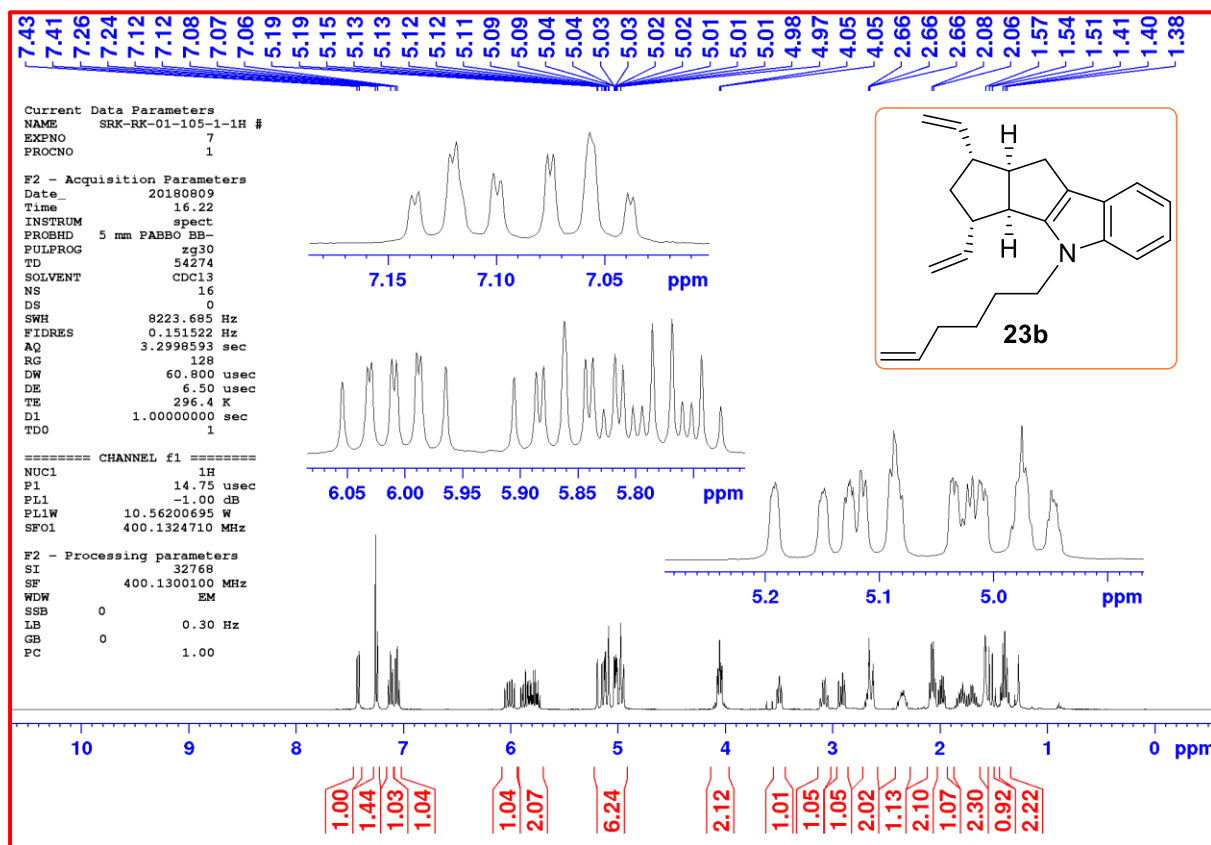 7.43 7.41 7.26 7.24 7.12 7.12 7.08 7.07 7.06 5.19 5.19 5.15 5.13 5.13 5.12 5.12 5.11 5.09 5.09 5.04 5.04 5.03 5.03 5.02 5.02 5.01 5.01 5.01 4.98 4.97 4.05 4.05 2.66 2.66 2.66 2.08 2.06 1.57 1.54 1.51 1.41 1.40 1.38
Current Data Parameters
NAME SRK-RK-01-105-1-1H #
EXPNO 7
PROCNO 1
F2 - Acquisition Parameters
Date_ 20180809
Time 16.22
INSTRUM spect
PROBHD 5 mm PABBO BB-
PULPROG zg30
TD 54274
SOLVENT CDCl3
NS 16
DS 0
SWH 8223.685 Hz
FIDRES 0.151522 Hz
AQ 3.2998593 sec
RG 128
DW 60.800 usec
DE 6.50 usec
TE 296.4 K
D1 1.00000000 sec
TD0 1
======== CHANNEL f1 ========
NUC1 1H
P1 14.75 usec
PL1 -1.00 dB
PL1W 10.56200695 W
SFO1 400.1324710 MHz
F2 - Processing parameters
SI 32768
SF 400.1300100 MHz
WDW EM
SSB 0
LB 0.30 Hz
GB 0
PC 1.00
7.15 7.10 7.05 ppm
6.05 6.00 5.95 5.90 5.85 5.80 ppm
5.2 5.1 5.0 ppm
H
H
N
23b
10 9 8 7 6 5 4 3 2 1 0 ppm
1.00 1.44 1.03 1.04 1.04 2.07 6.24 2.12 1.01 1.05 1.05 2.02 1.13 2.10 1.07 2.30 0.92 2.22